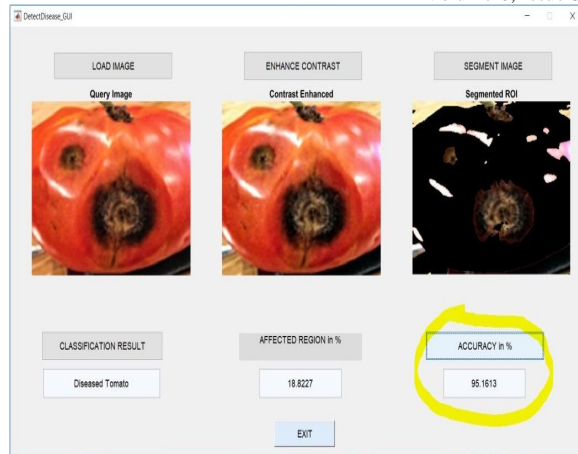 DetectDisease_GUI
LOAD IMAGE
ENHANCE CONTRAST
SEGMENT IMAGE
Query Image
Contrast Enhanced
Segmented ROI
CLASSIFICATION RESULT
AFFECTED REGION in %
ACCURACY in %
Diseased Tomato
18.8227
95.1613
EXIT